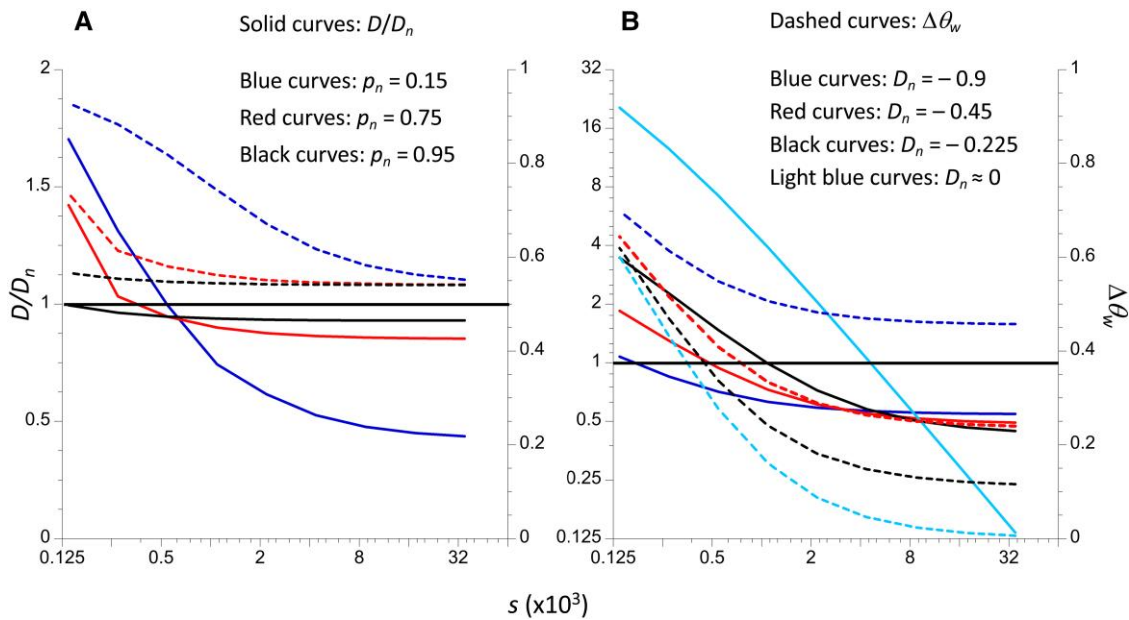 A
Solid curves: D/Dₙ
Blue curves: pₙ = 0.15
Red curves: pₙ = 0.75
Black curves: pₙ = 0.95
2
1.5
1
0.5
0
D/Dₙ
1
0.8
0.6
0.4
0.2
0
0.125
0.5
2
8
32
B
Dashed curves: Δθ_w
Blue curves: Dₙ = – 0.9
Red curves: Dₙ = – 0.45
Black curves: Dₙ = – 0.225
Light blue curves: Dₙ ≈ 0
32
16
8
4
2
1
0.5
0.25
0.125
1
0.8
0.6
0.4
0.2
0
Δθ_w
0.125
0.5
2
8
32
s (x10³)